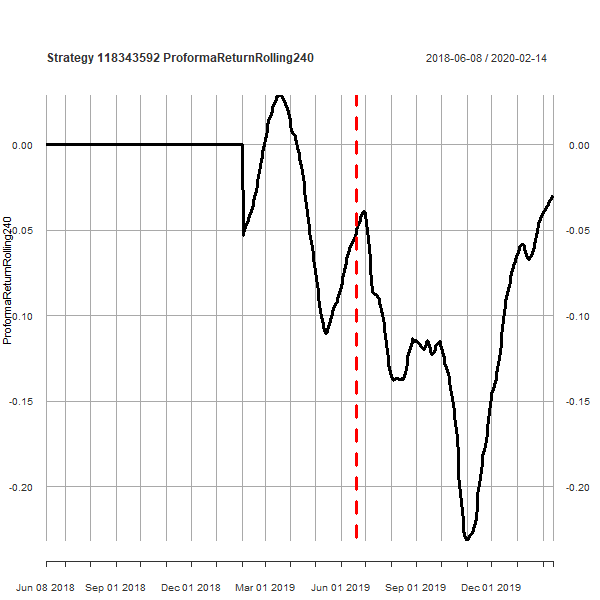 Strategy 118343592 ProformaReturnRolling240
2018-06-08 / 2020-02-14
0.00
0.00
-0.05
-0.05
-0.10
-0.10
-0.15
-0.15
-0.20
-0.20
ProformaReturnRolling240
Jun 08 2018
Sep 01 2018
Dec 01 2018
Mar 01 2019
Jun 01 2019
Sep 01 2019
Dec 01 2019